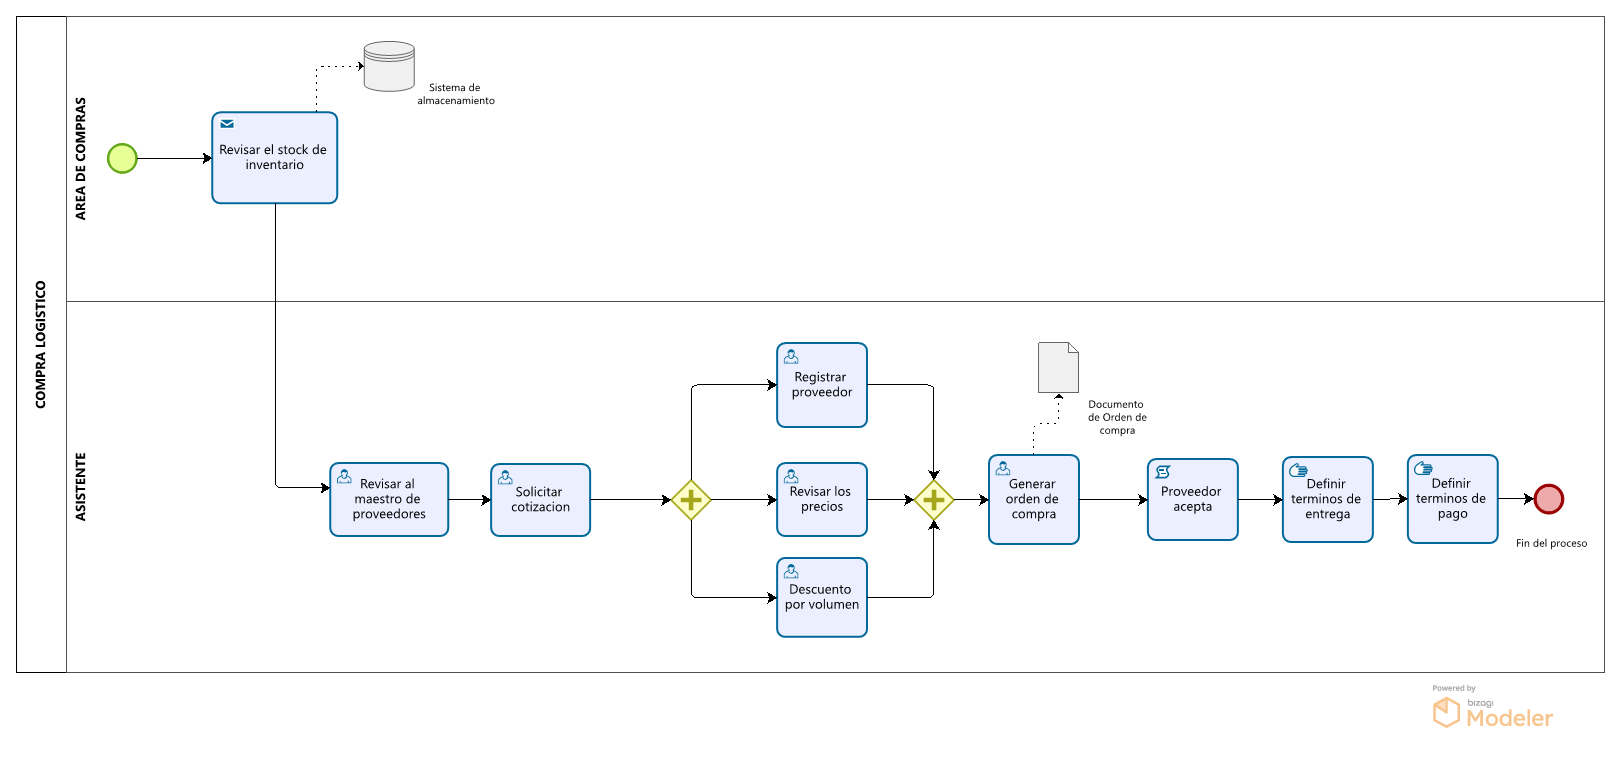 COMPRA LOGISTICO
AREA DE COMPRAS
Sistema de
almacenamiento
Revisar el stock de
inventario
ASISTENTE
Revisar al
maestro de
proveedores
Solicitar
cotizacion
Registrar
proveedor
Revisar los
precios
Descuento
por volumen
Documento
de Orden de
compra
Generar
orden de
compra
Proveedor
acepta
Definir
terminos de
entrega
Definir
terminos de
pago
Fin del proceso
Powered by
bizagi
Modeler